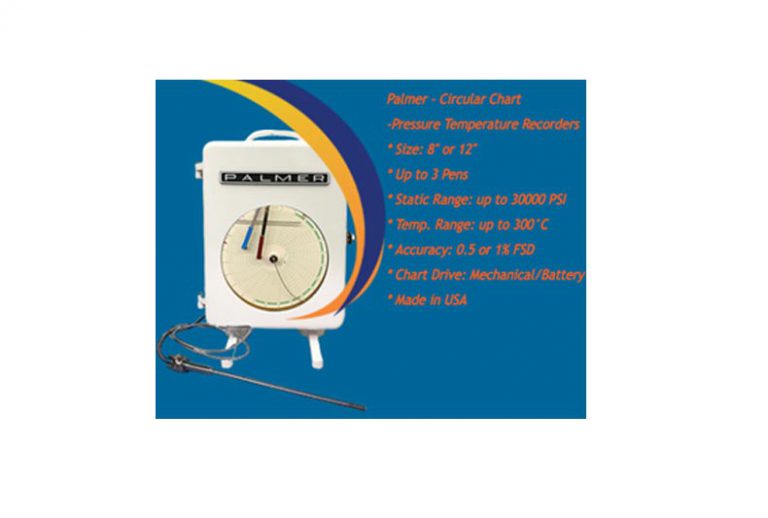 PALMER
Palmer - Circular Chart
-Pressure Temperature Recorders
* Size: 8" or 12"
* Up to 3 Pens
* Static Range: up to 30000 PSI
* Temp. Range: up to 300°C
* Accuracy: 0.5 or 1% FSD
* Chart Drive: Mechanical/Battery
* Made in USA